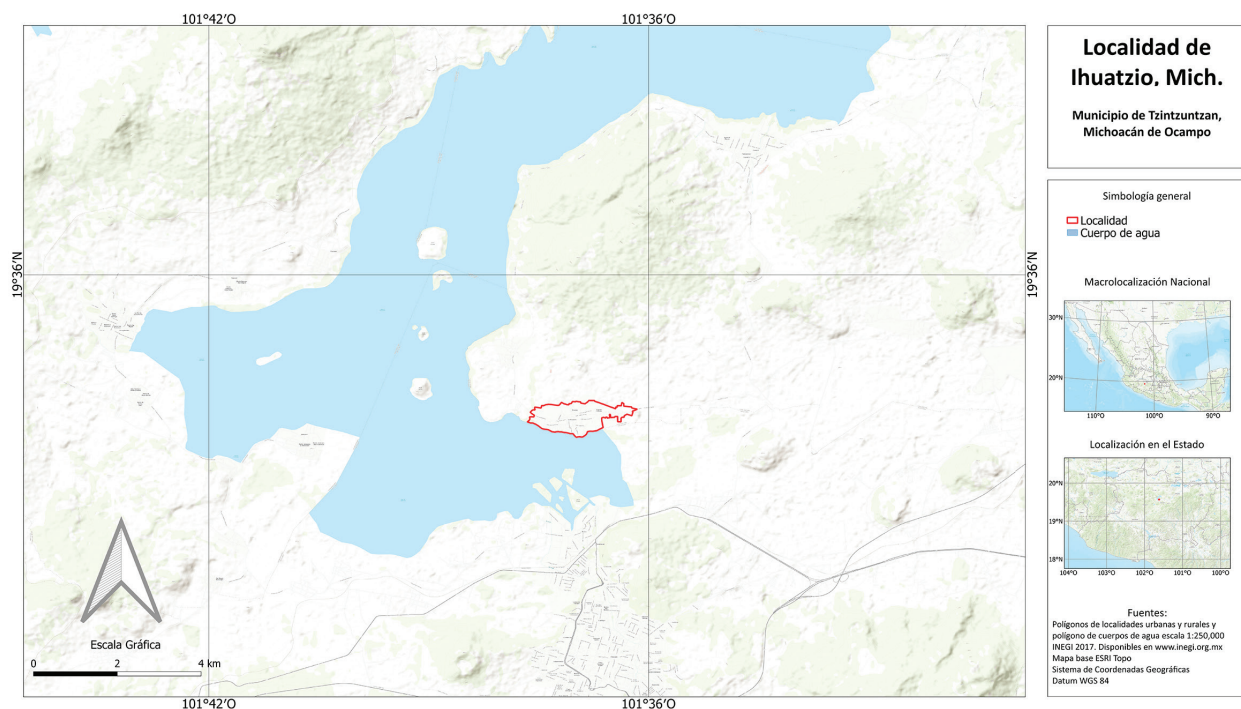 101°42′O
101°36′O
19°36′N
19°36′N
Escala Gráfica
0
2
4 km
101°42′O
101°36′O
Localidad de
Ihuatzio, Mich.
Municipio de Tzintzuntzan,
Michoacán de Ocampo
Simbología general
Localidad
Cuerpo de agua
Macrolocalización Nacional
30°N
20°N
110°O
100°O
90°O
Localización en el Estado
20°N
19°N
18°N
104°O
103°O
102°O
101°O
100°O
Fuentes:
Polígonos de localidades urbanas y rurales y
polígono de cuerpos de agua escala 1:250,000
INEGI 2017. Disponibles en www.inegi.org.mx
Mapa base ESRI Topo
Sistema de Coordenadas Geográficas
Datum WGS 84